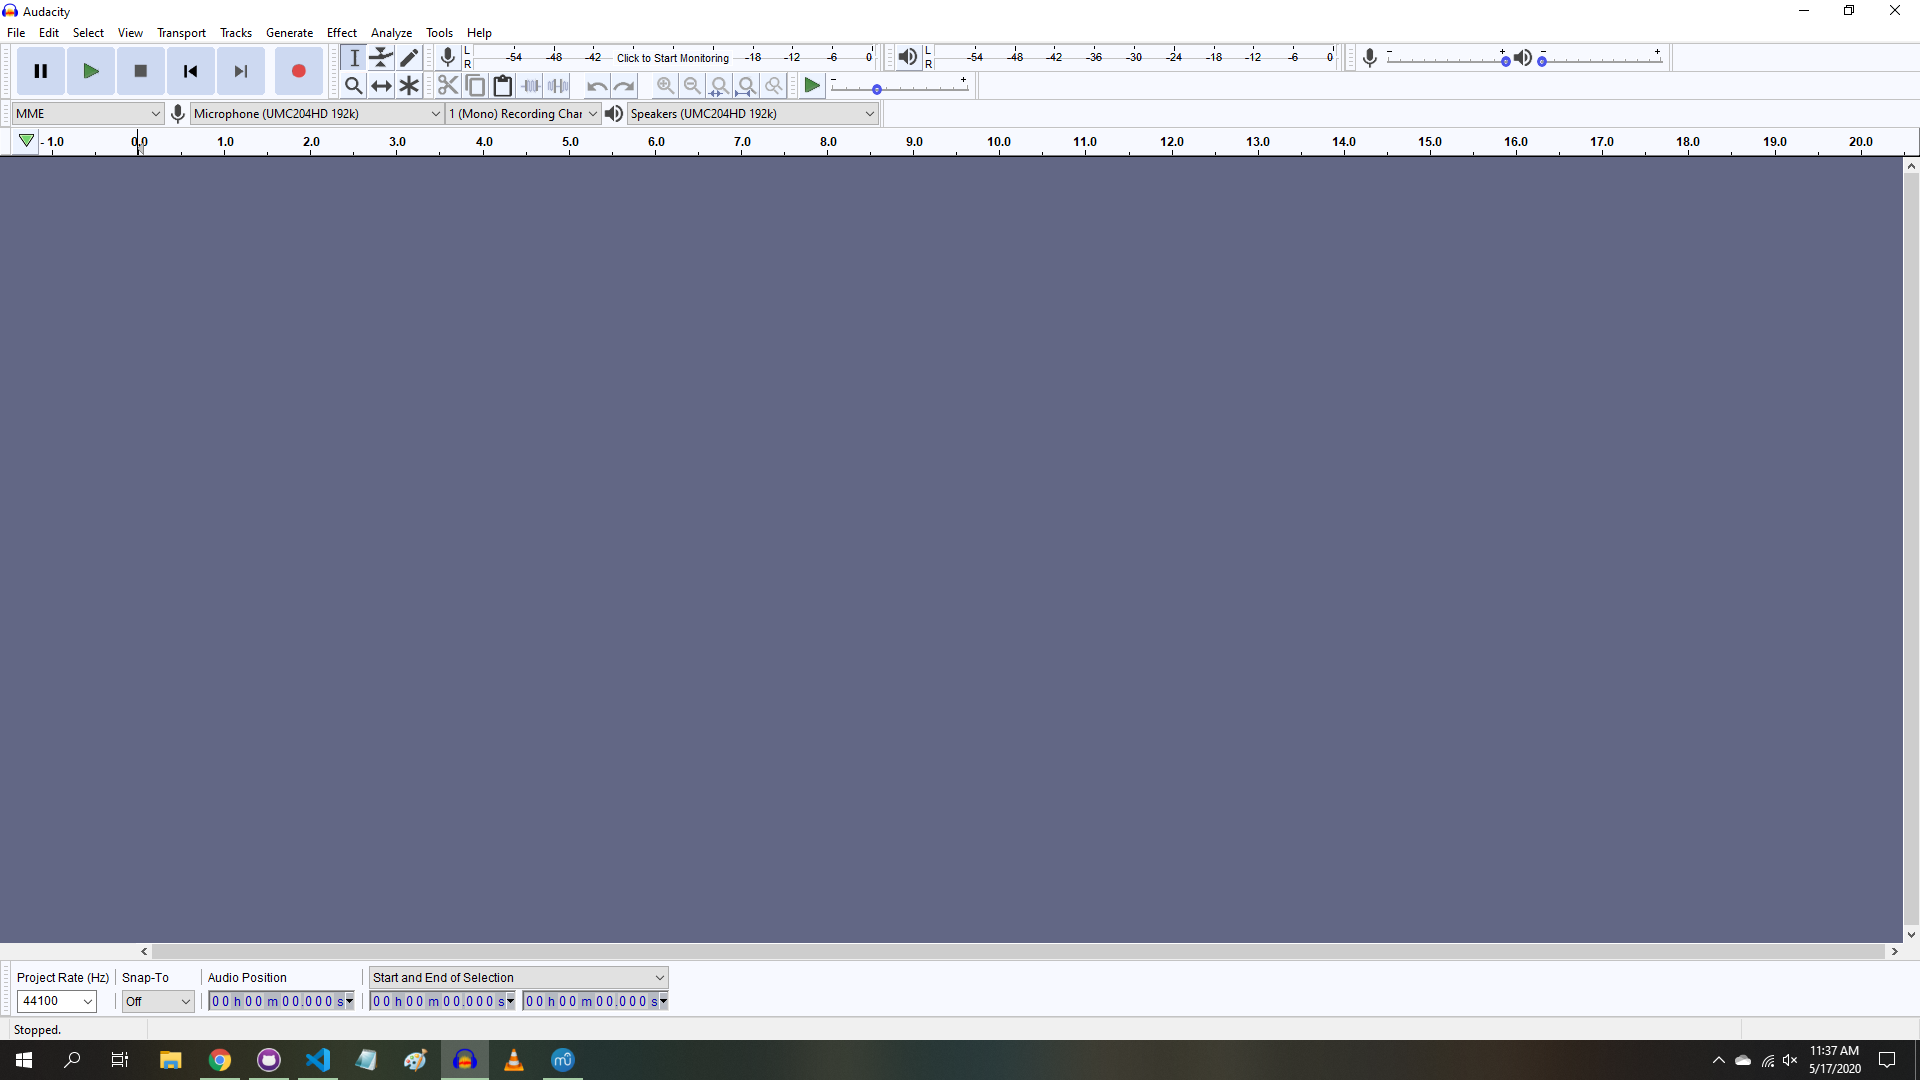 Audacity
File Edit Select View Transport Tracks Generate Effect Analyze Tools Help
L R -54 -48 -42 Click to Start Monitoring -18 -12 -6 0 L R -54 -48 -42 -36 -30 -24 -18 -12 -6 0 - + - +
- +
MME Microphone (UMC204HD 192k) 1 (Mono) Recording Char Speakers (UMC204HD 192k)
-1.0 0.0 1.0 2.0 3.0 4.0 5.0 6.0 7.0 8.0 9.0 10.0 11.0 12.0 13.0 14.0 15.0 16.0 17.0 18.0 19.0 20.0
Project Rate (Hz) Snap-To Audio Position Start and End of Selection
44100 Off 00 h 00 m 00.000 s 00 h 00 m 00.000 s 00 h 00 m 00.000 s
Stopped.
11:37 AM
5/17/2020